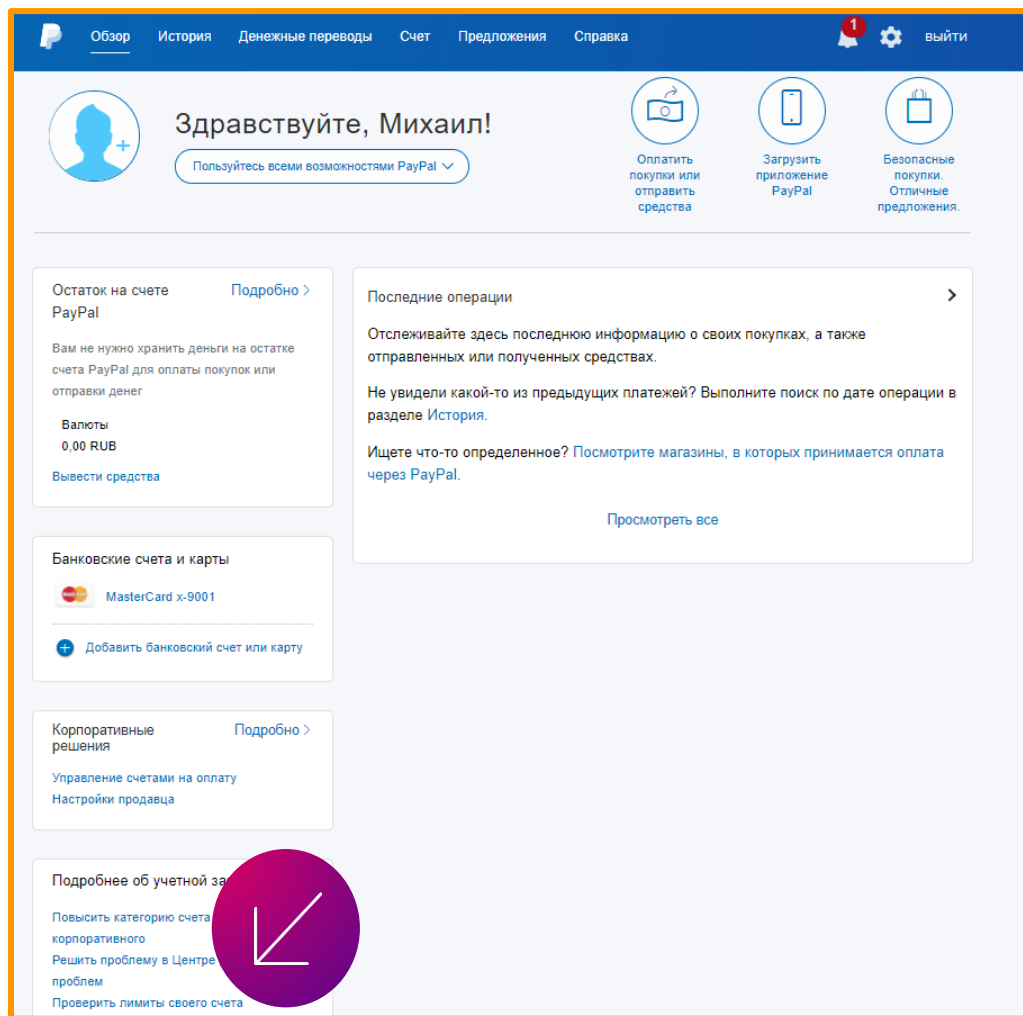 Обзор История Денежные переводы Счет Предложения Справка 1 выйти
Здравствуйте, Михаил!
Пользуйтесь всеми возможностями PayPal
Оплатить
покупки или
отправить
средства
Загрузить
приложение
PayPal
Безопасные
покупки.
Отличные
предложения.
Остаток на счете
PayPal
Подробно >
Вам не нужно хранить деньги на остатке
счета PayPal для оплаты покупок или
отправки денег
Валюты
0,00 RUB
Вывести средства
Последние операции
Отслеживайте здесь последнюю информацию о своих покупках, а также
отправленных или полученных средствах.
Не увидели какой-то из предыдущих платежей? Выполните поиск по дате операции в
разделе История.
Ищете что-то определенное? Посмотрите магазины, в которых принимается оплата
через PayPal.
Просмотреть все
Банковские счета и карты
MasterCard x-9001
Добавить банковский счет или карту
Корпоративные
решения
Подробно >
Управление счетами на оплату
Настройки продавца
Подробнее об учетной
Повысить категорию счета
корпоративного
Решить проблему в Центре
проблем
Проверить лимиты своего счета